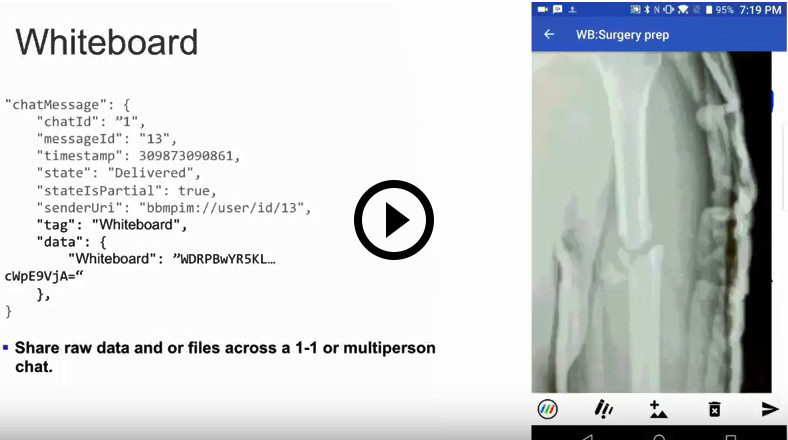 Whiteboard
"chatMessage": {
"chatId": ”1",
"messageId": "13",
"timestamp": 309873090861,
"state": "Delivered",
"stateIsPartial": true,
"senderUri": "bbmpim://user/id/13",
"tag": "Whiteboard",
"data": {
"Whiteboard": ”WDRPBwYR5KL…
cWpE9VjA=“
},
}
▪ Share raw data and or files across a 1-1 or multiperson
chat.
95% 7:19 PM
WB:Surgery prep